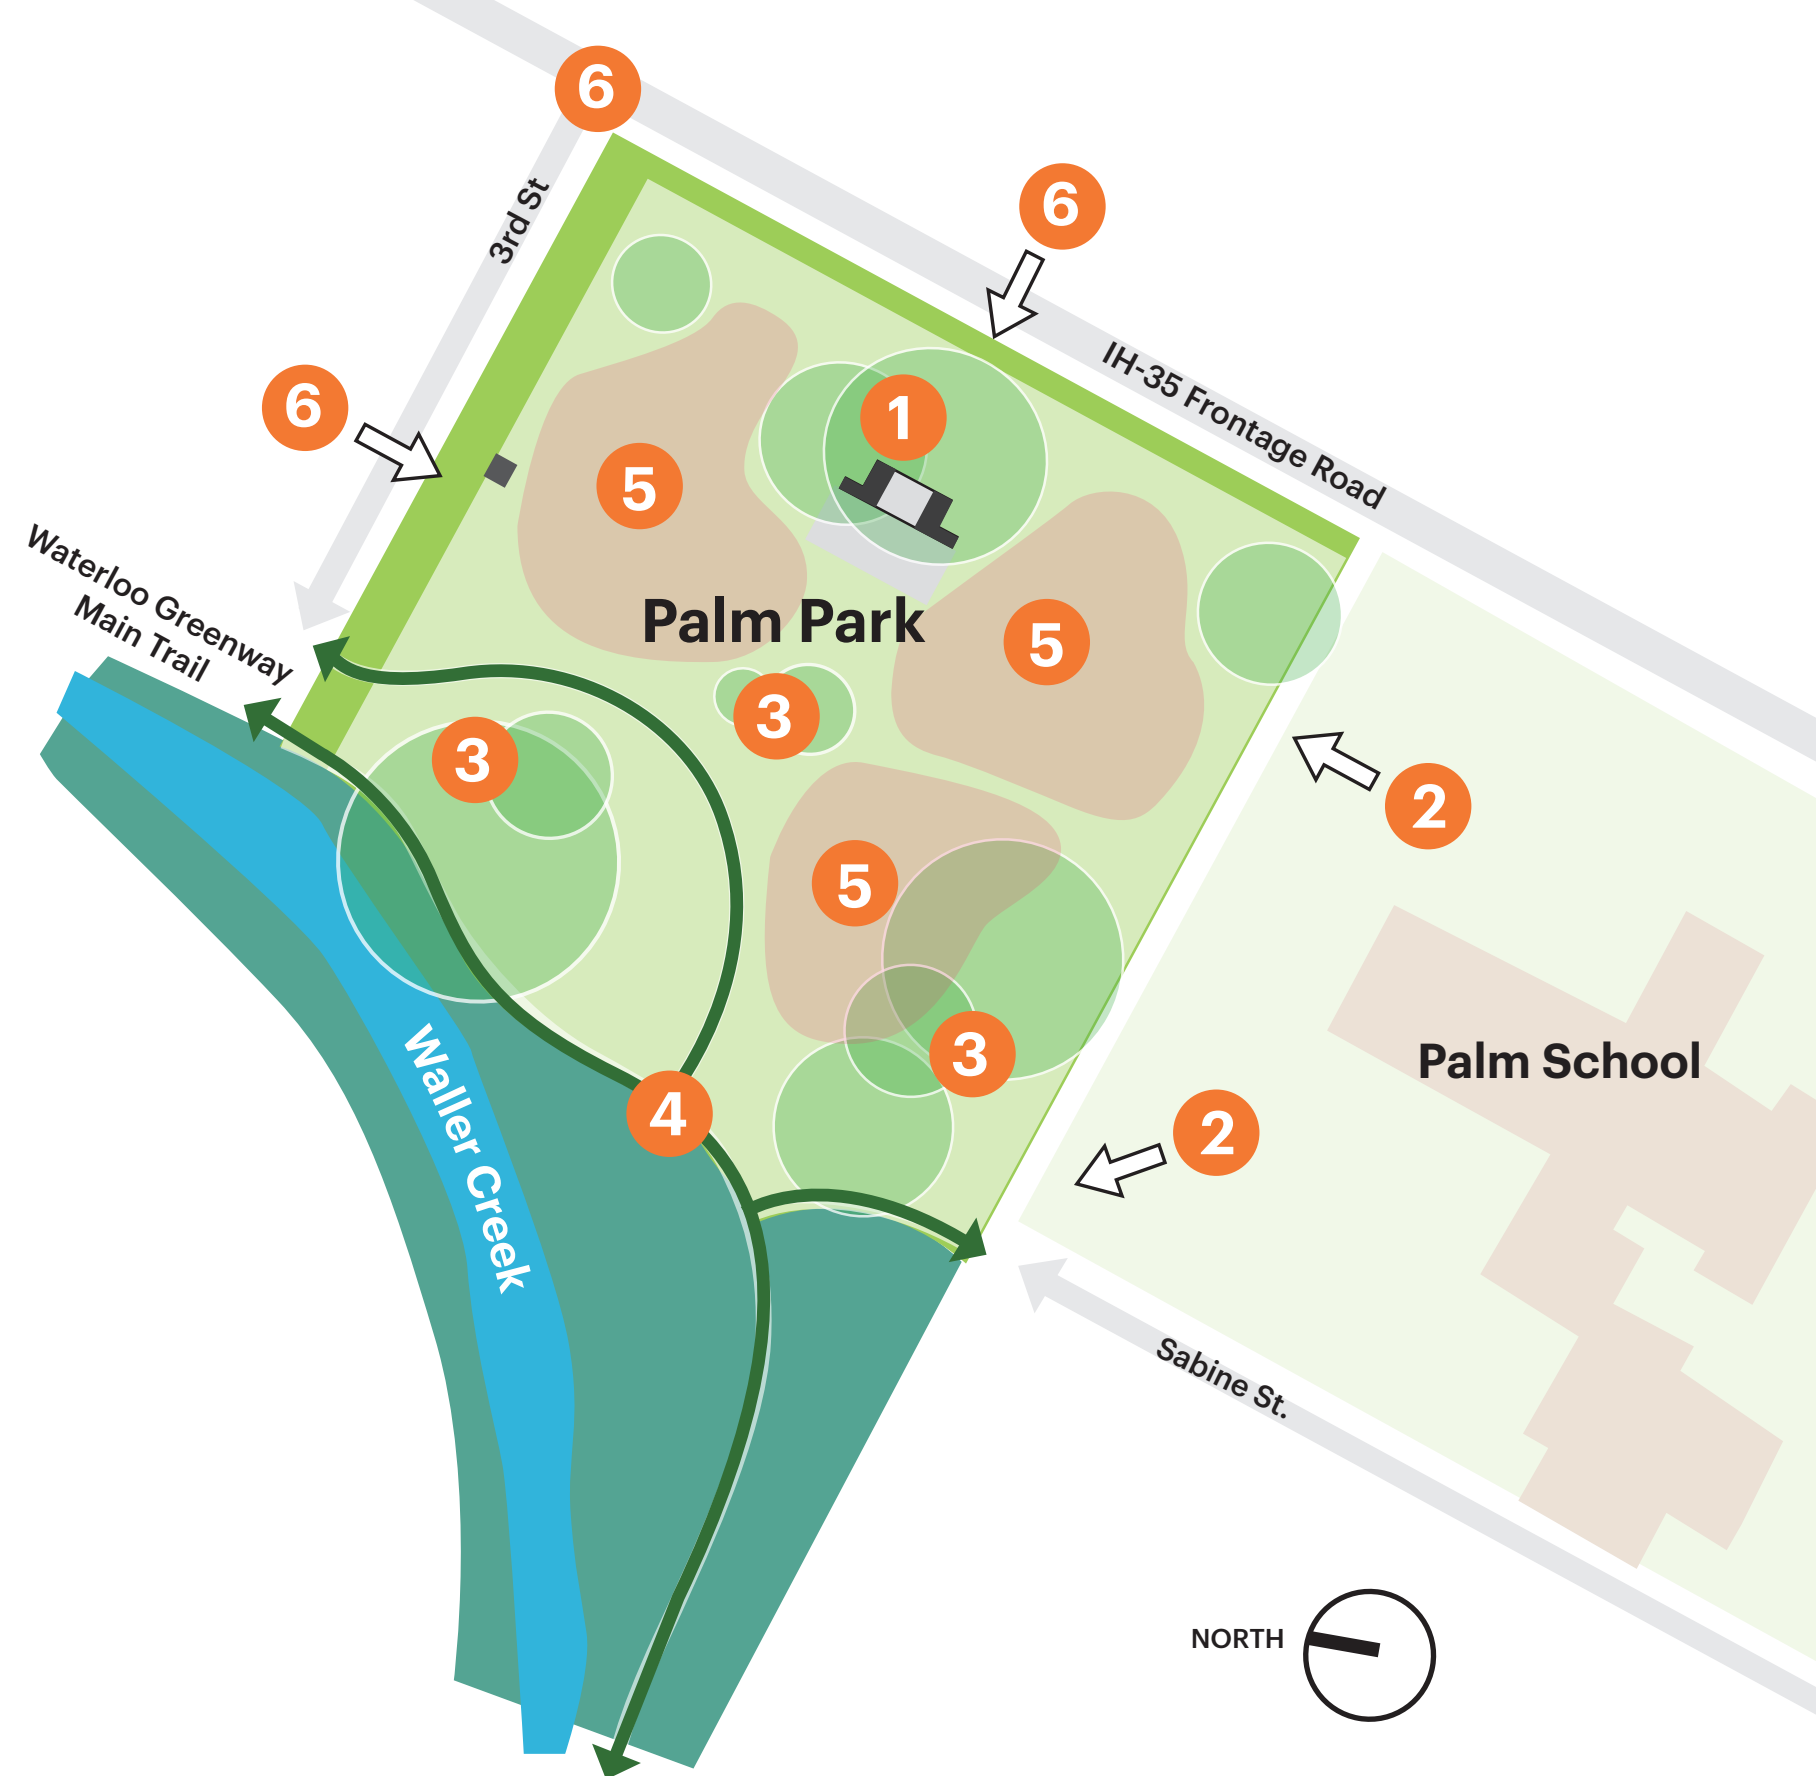 6
3rd St
6
IH-35 Frontage Road
6
1
5
Waterloo Greenway
Main Trail
Palm Park
5
3
3
2
5
3
Palm School
4
2
Waller Creek
Sabine St.
NORTH